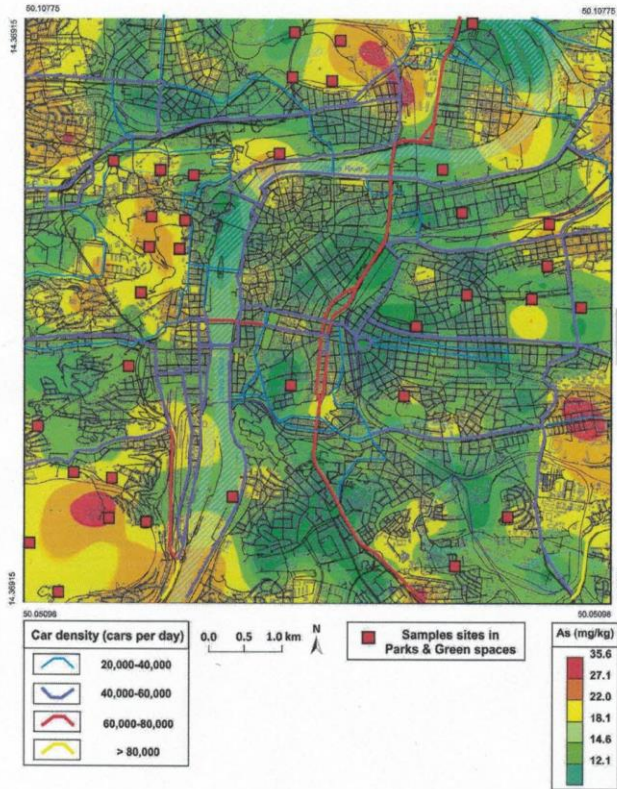 50.10775
50.10775
14.36915
14.36915
50.05098
50.05098
Car density (cars per day)
20,000-40,000
40,000-60,000
60,000-80,000
> 80,000
0.0 0.5 1.0 km
N
Samples sites in
Parks & Green spaces
As (mg/kg)
35.6
27.1
22.0
18.1
14.6
12.1